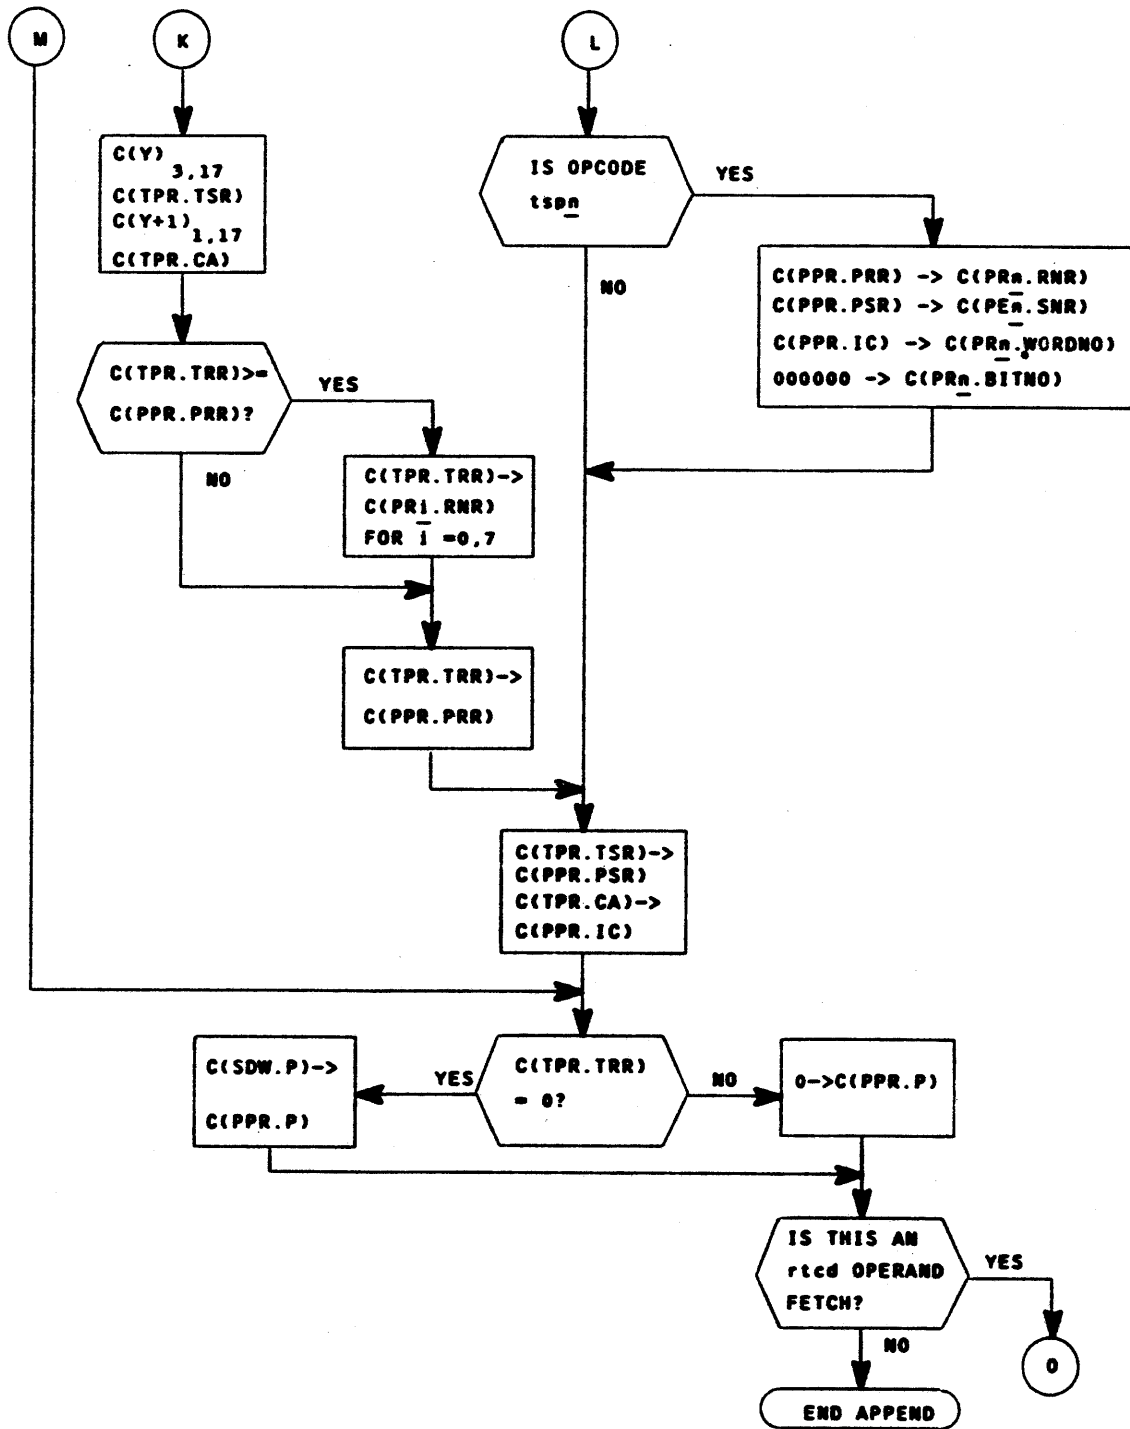 M
K
L
C(Y)
3,17
C(TPR.TSR)
C(Y+1)
1,17
C(TPR.CA)
IS OPCODE
tspn
YES
NO
C(PPR.PRR) -> C(PRn.RNR)
C(PPR.PSR) -> C(PEn.SNR)
C(PPR.IC) -> C(PRn.WORDNO)
000000 -> C(PRn.BITNO)
C(TPR.TRR)>=
C(PPR.PRR)?
YES
NO
C(TPR.TRR)->
C(PRi.RNR)
FOR i =0,7
C(TPR.TRR)->
C(PPR.PRR)
C(TPR.TSR)->
C(PPR.PSR)
C(TPR.CA)->
C(PPR.IC)
C(TPR.TRR)
= 0?
YES
NO
C(SDW.P)->
C(PPR.P)
0->C(PPR.P)
IS THIS AN
rtcd OPERAND
FETCH?
YES
NO
O
END APPEND